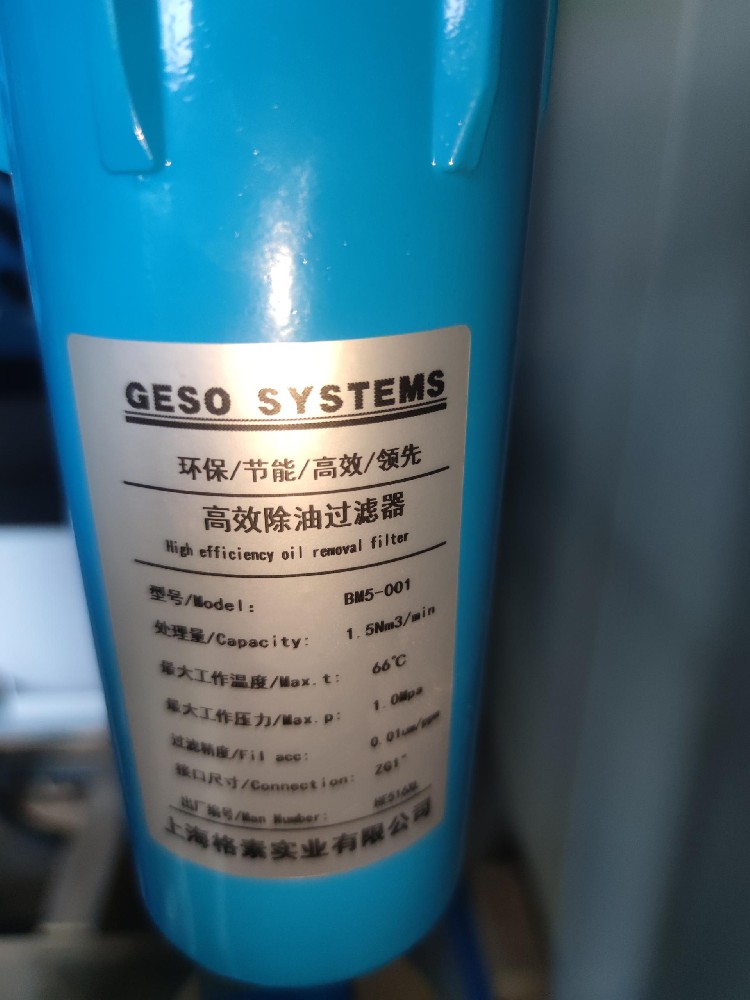 GESO SYSTEMS
环保/节能/高效/领先
高效除油过滤器
High efficiency oil removal filter
型号/Model: BM5-001
处理量/Capacity: 1.5Nm3/min
最大工作温度/Max.t: 66℃
最大工作压力/Max.p: 1.0Mpa
过滤精度/Fil acc: 0.01um/ppm
接口尺寸/Connection: ZG1"
出厂编号/Man Number:
上海格素实业有限公司